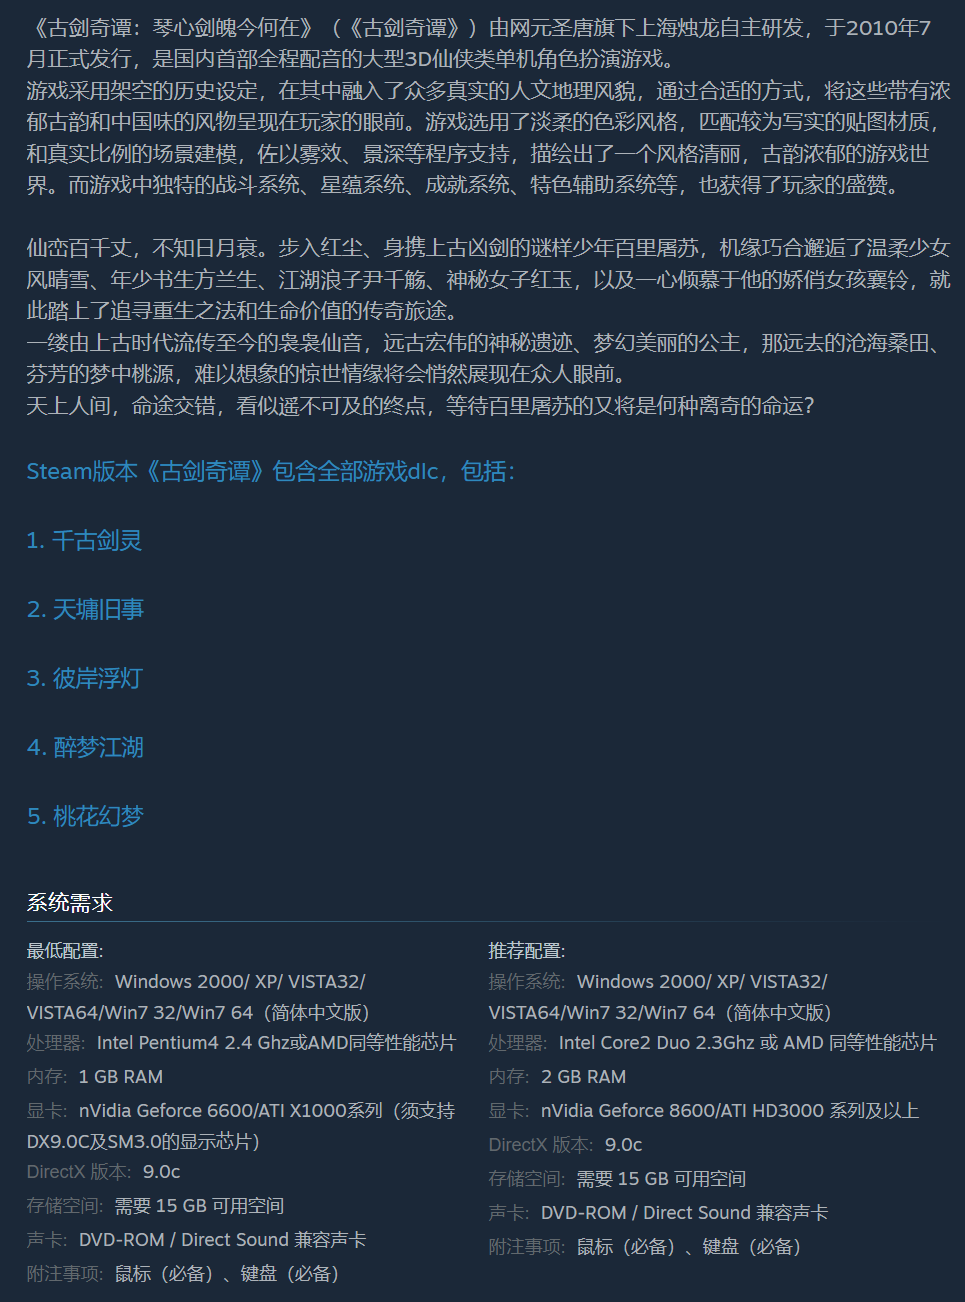 《古剑奇谭：琴心剑魄今何在》（《古剑奇谭》）由网元圣唐旗下上海烛龙自主研发，于2010年7
月正式发行，是国内首部全程配音的大型3D仙侠类单机角色扮演游戏。
游戏采用架空的历史设定，在其中融入了众多真实的人文地理风貌，通过合适的方式，将这些带有浓
郁古韵和中国味的风物呈现在玩家的眼前。游戏选用了淡柔的色彩风格，匹配较为写实的贴图材质，
和真实比例的场景建模，佐以雾效、景深等程序支持，描绘出了一个风格清丽，古韵浓郁的游戏世
界。而游戏中独特的战斗系统、星蕴系统、成就系统、特色辅助系统等，也获得了玩家的盛赞。
仙峦百千丈，不知日月衰。步入红尘、身携上古凶剑的谜样少年百里屠苏，机缘巧合邂逅了温柔少女
风晴雪、年少书生方兰生、江湖浪子尹千觞、神秘女子红玉，以及一心倾慕于他的娇俏女孩襄铃，就
此踏上了追寻重生之法和生命价值的传奇旅途。
一缕由上古时代流传至今的袅袅仙音，远古宏伟的神秘遗迹、梦幻美丽的公主，那远去的沧海桑田、
芬芳的梦中桃源，难以想象的惊世情缘将会悄然展现在众人眼前。
天上人间，命途交错，看似遥不可及的终点，等待百里屠苏的又将是何种离奇的命运？
Steam版本《古剑奇谭》包含全部游戏dlc，包括：
1. 千古剑灵
2. 天墉旧事
3. 彼岸浮灯
4. 醉梦江湖
5. 桃花幻梦
系统需求
最低配置:
操作系统: Windows 2000/ XP/ VISTA32/
VISTA64/Win7 32/Win7 64（简体中文版）
处理器: Intel Pentium4 2.4 Ghz或AMD同等性能芯片
内存: 1 GB RAM
显卡: nVidia Geforce 6600/ATI X1000系列（须支持
DX9.0C及SM3.0的显示芯片）
DirectX 版本: 9.0c
存储空间: 需要 15 GB 可用空间
声卡: DVD-ROM / Direct Sound 兼容声卡
附注事项: 鼠标（必备）、键盘（必备）
推荐配置:
操作系统: Windows 2000/ XP/ VISTA32/
VISTA64/Win7 32/Win7 64（简体中文版）
处理器: Intel Core2 Duo 2.3Ghz 或 AMD 同等性能芯片
内存: 2 GB RAM
显卡: nVidia Geforce 8600/ATI HD3000 系列及以上
DirectX 版本: 9.0c
存储空间: 需要 15 GB 可用空间
声卡: DVD-ROM / Direct Sound 兼容声卡
附注事项: 鼠标（必备）、键盘（必备）